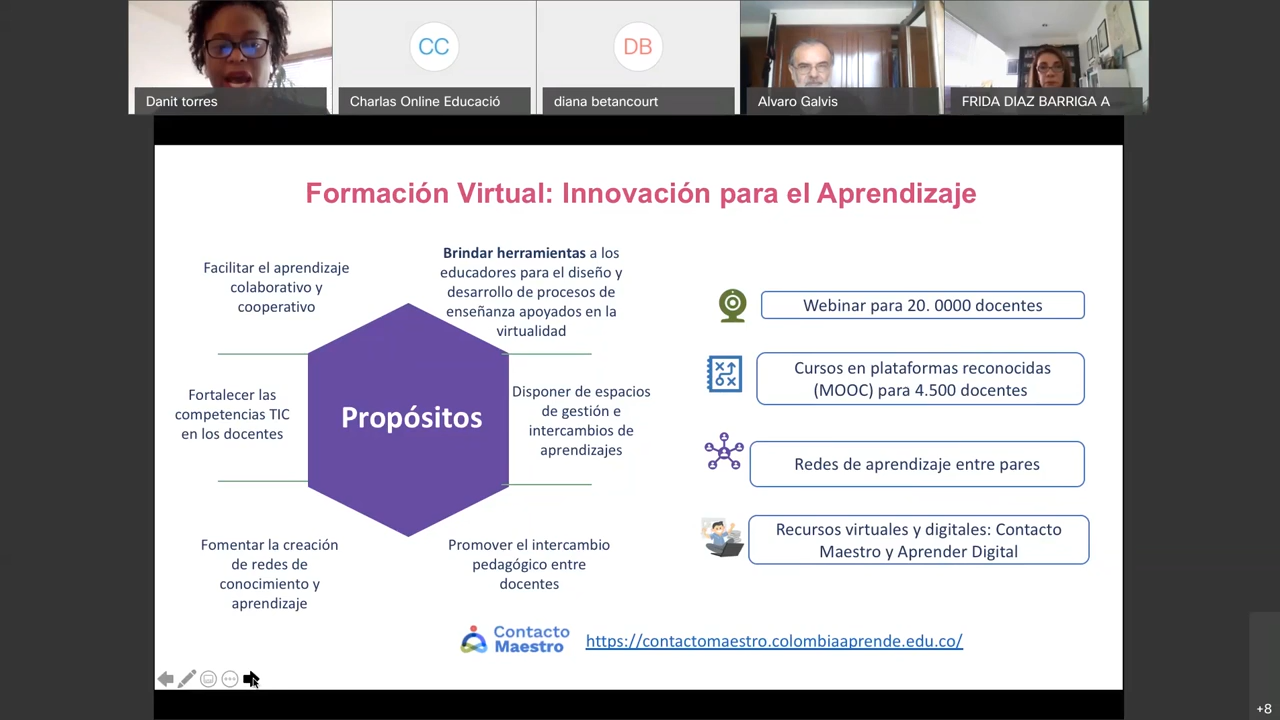 CC
DB
Danit torres
Charlas Online Educació
diana betancourt
Alvaro Galvis
FRIDA DIAZ BARRIGA A
Formación Virtual: Innovación para el Aprendizaje
Facilitar el aprendizaje
colaborativo y
cooperativo
Brindar herramientas a los
educadores para el diseño y
desarrollo de procesos de
enseñanza apoyados en la
virtualidad
Fortalecer las
competencias TIC
en los docentes
Propósitos
Disponer de espacios
de gestión e
intercambios de
aprendizajes
Fomentar la creación
de redes de
conocimiento y
aprendizaje
Promover el intercambio
pedagógico entre
docentes
Webinar para 20. 0000 docentes
Cursos en plataformas reconocidas
(MOOC) para 4.500 docentes
Redes de aprendizaje entre pares
Recursos virtuales y digitales: Contacto
Maestro y Aprender Digital
Contacto
Maestro
https://contactomaestro.colombiaaprende.edu.co/
+8